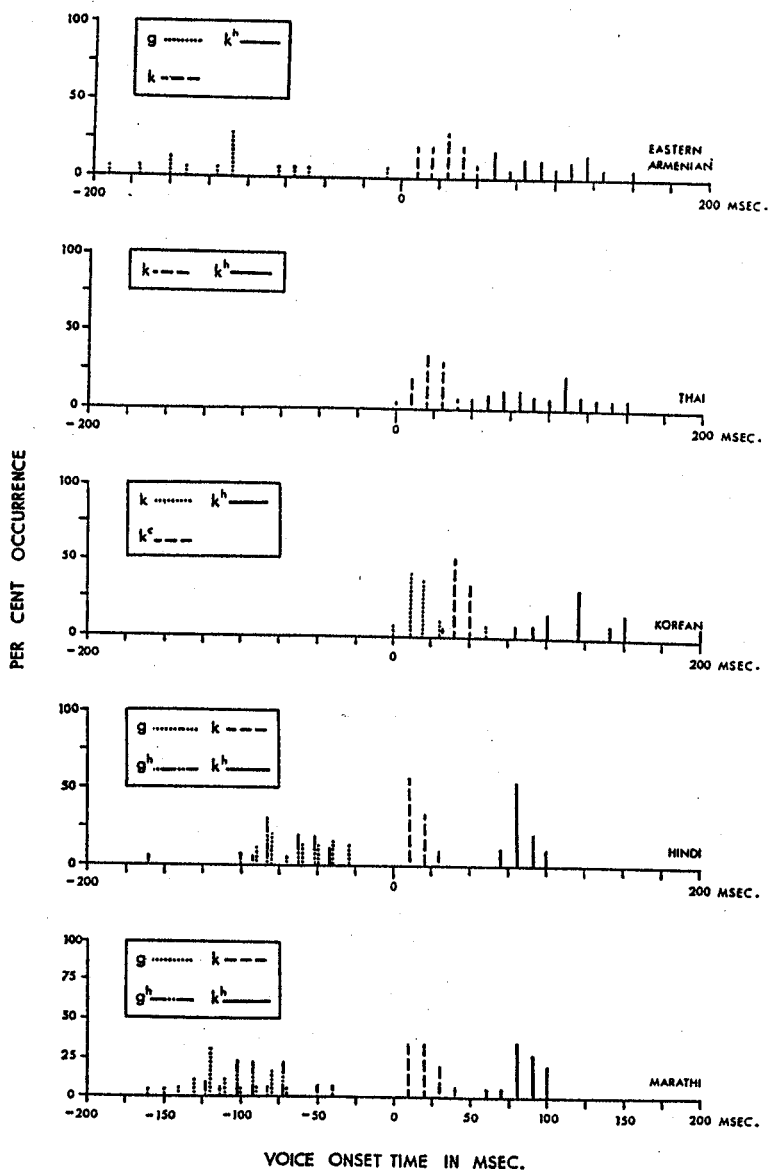 100
g kʰ
k
50
EASTERN
ARMENIAN
0
-200 0 200 MSEC.
100
k kʰ
50
THAI
0
-200 0 200 MSEC.
PER CENT OCCURRENCE
100
k kʰ
kᶜ
50
KOREAN
0
-200 0 200 MSEC.
100
g k
gʰ kʰ
50
HINDI
0
-200 0 200 MSEC.
100
g k
75
gʰ kʰ
50
25
MARATHI
0
-200 -150 -100 -50 0 50 100 150 200 MSEC.
VOICE ONSET TIME IN MSEC.